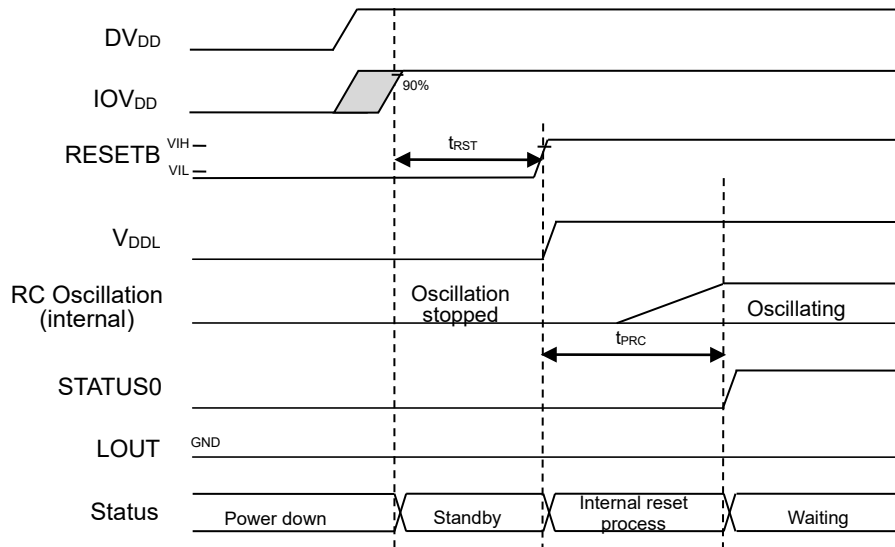 DVDD
IOVDD
90%
RESETB
VIH
VIL
tRST
VDDL
RC Oscillation
(internal)
Oscillation
stopped
Oscillating
tPRC
STATUS0
LOUT
GND
Status
Power down
Standby
Internal reset
process
Waiting